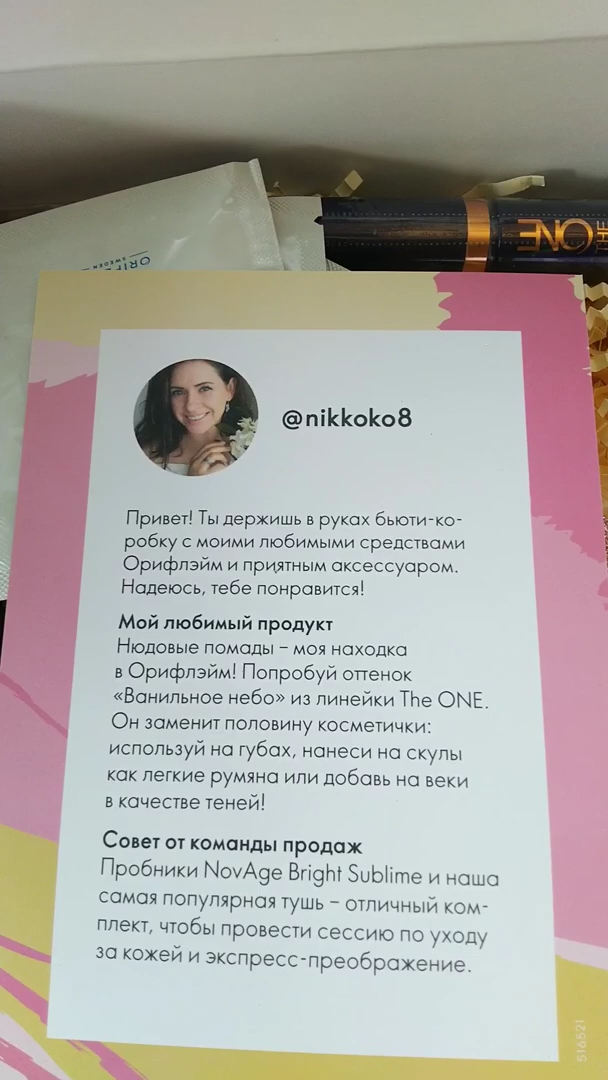 ORIF
SWEDEN
THE ONE
@nikkoko8
Привет! Ты держишь в руках бьюти-ко-
робку с моими любимыми средствами
Орифлэйм и приятным аксессуаром.
Надеюсь, тебе понравится!
Мой любимый продукт
Нюдовые помады – моя находка
в Орифлэйм! Попробуй оттенок
«Ванильное небо» из линейки The ONE.
Он заменит половину косметички:
используй на губах, нанеси на скулы
как легкие румяна или добавь на веки
в качестве теней!
Совет от команды продаж
Пробники NovAge Bright Sublime и наша
самая популярная тушь – отличный ком-
плект, чтобы провести сессию по уходу
за кожей и экспресс-преображение.
516521